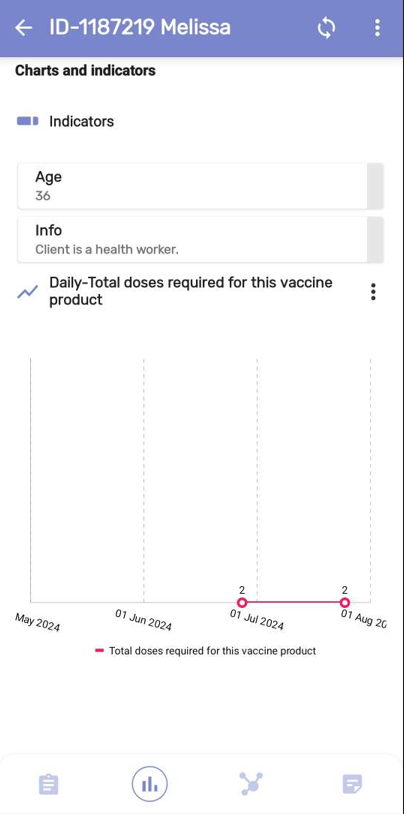 ID-1187219 Melissa
Charts and indicators
Indicators
Age
36
Info
Client is a health worker.
Daily-Total doses required for this vaccine
product
2
2
May 2024
01 Jun 2024
01 Jul 2024
01 Aug 20
Total doses required for this vaccine product